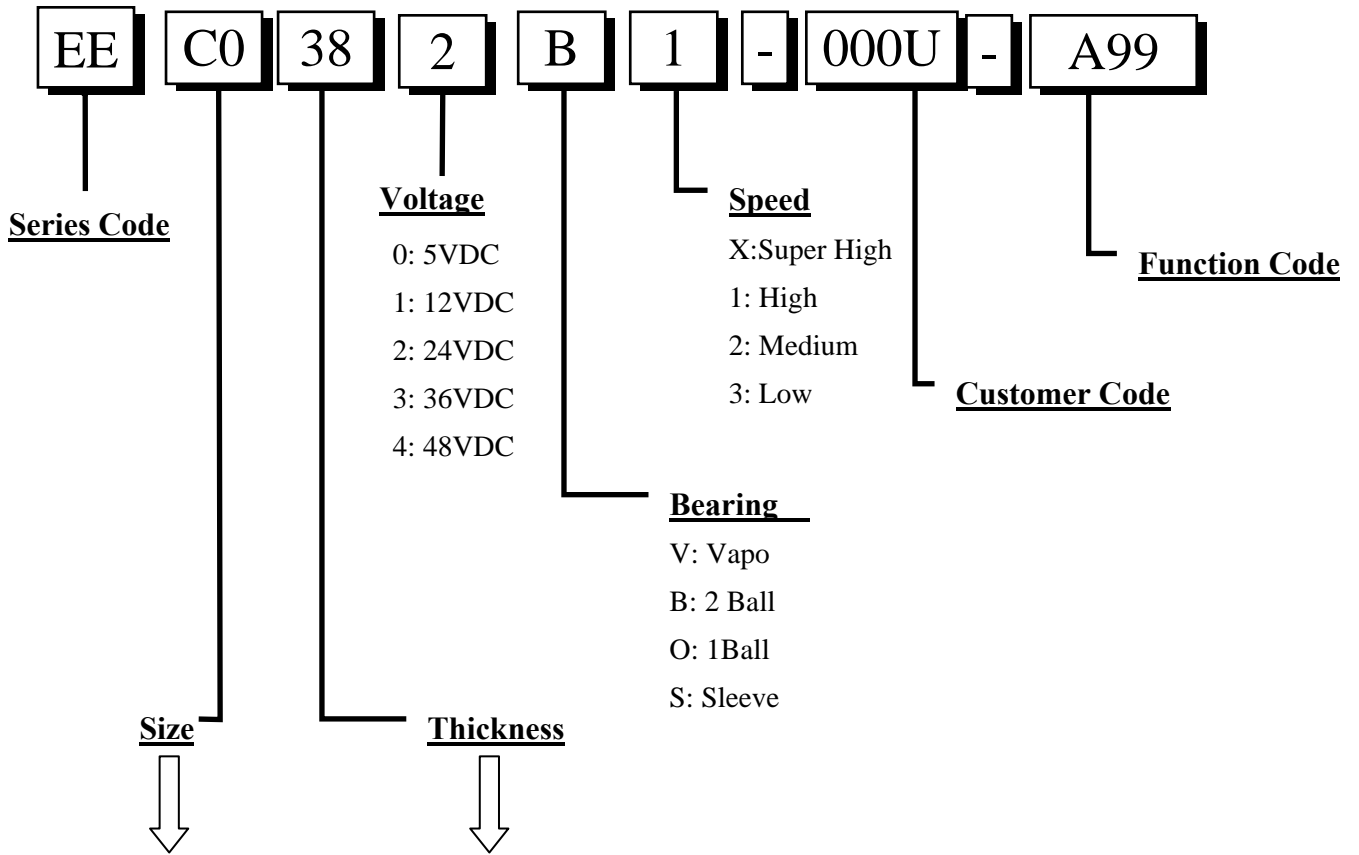 EE C0 38 2 B 1 - 000U - A99
Series Code
Voltage
0: 5VDC
1: 12VDC
2: 24VDC
3: 36VDC
4: 48VDC
Speed
X:Super High
1: High
2: Medium
3: Low
Function Code
Customer Code
Bearing
V: Vapo
B: 2 Ball
O: 1Ball
S: Sleeve
Size
Thickness